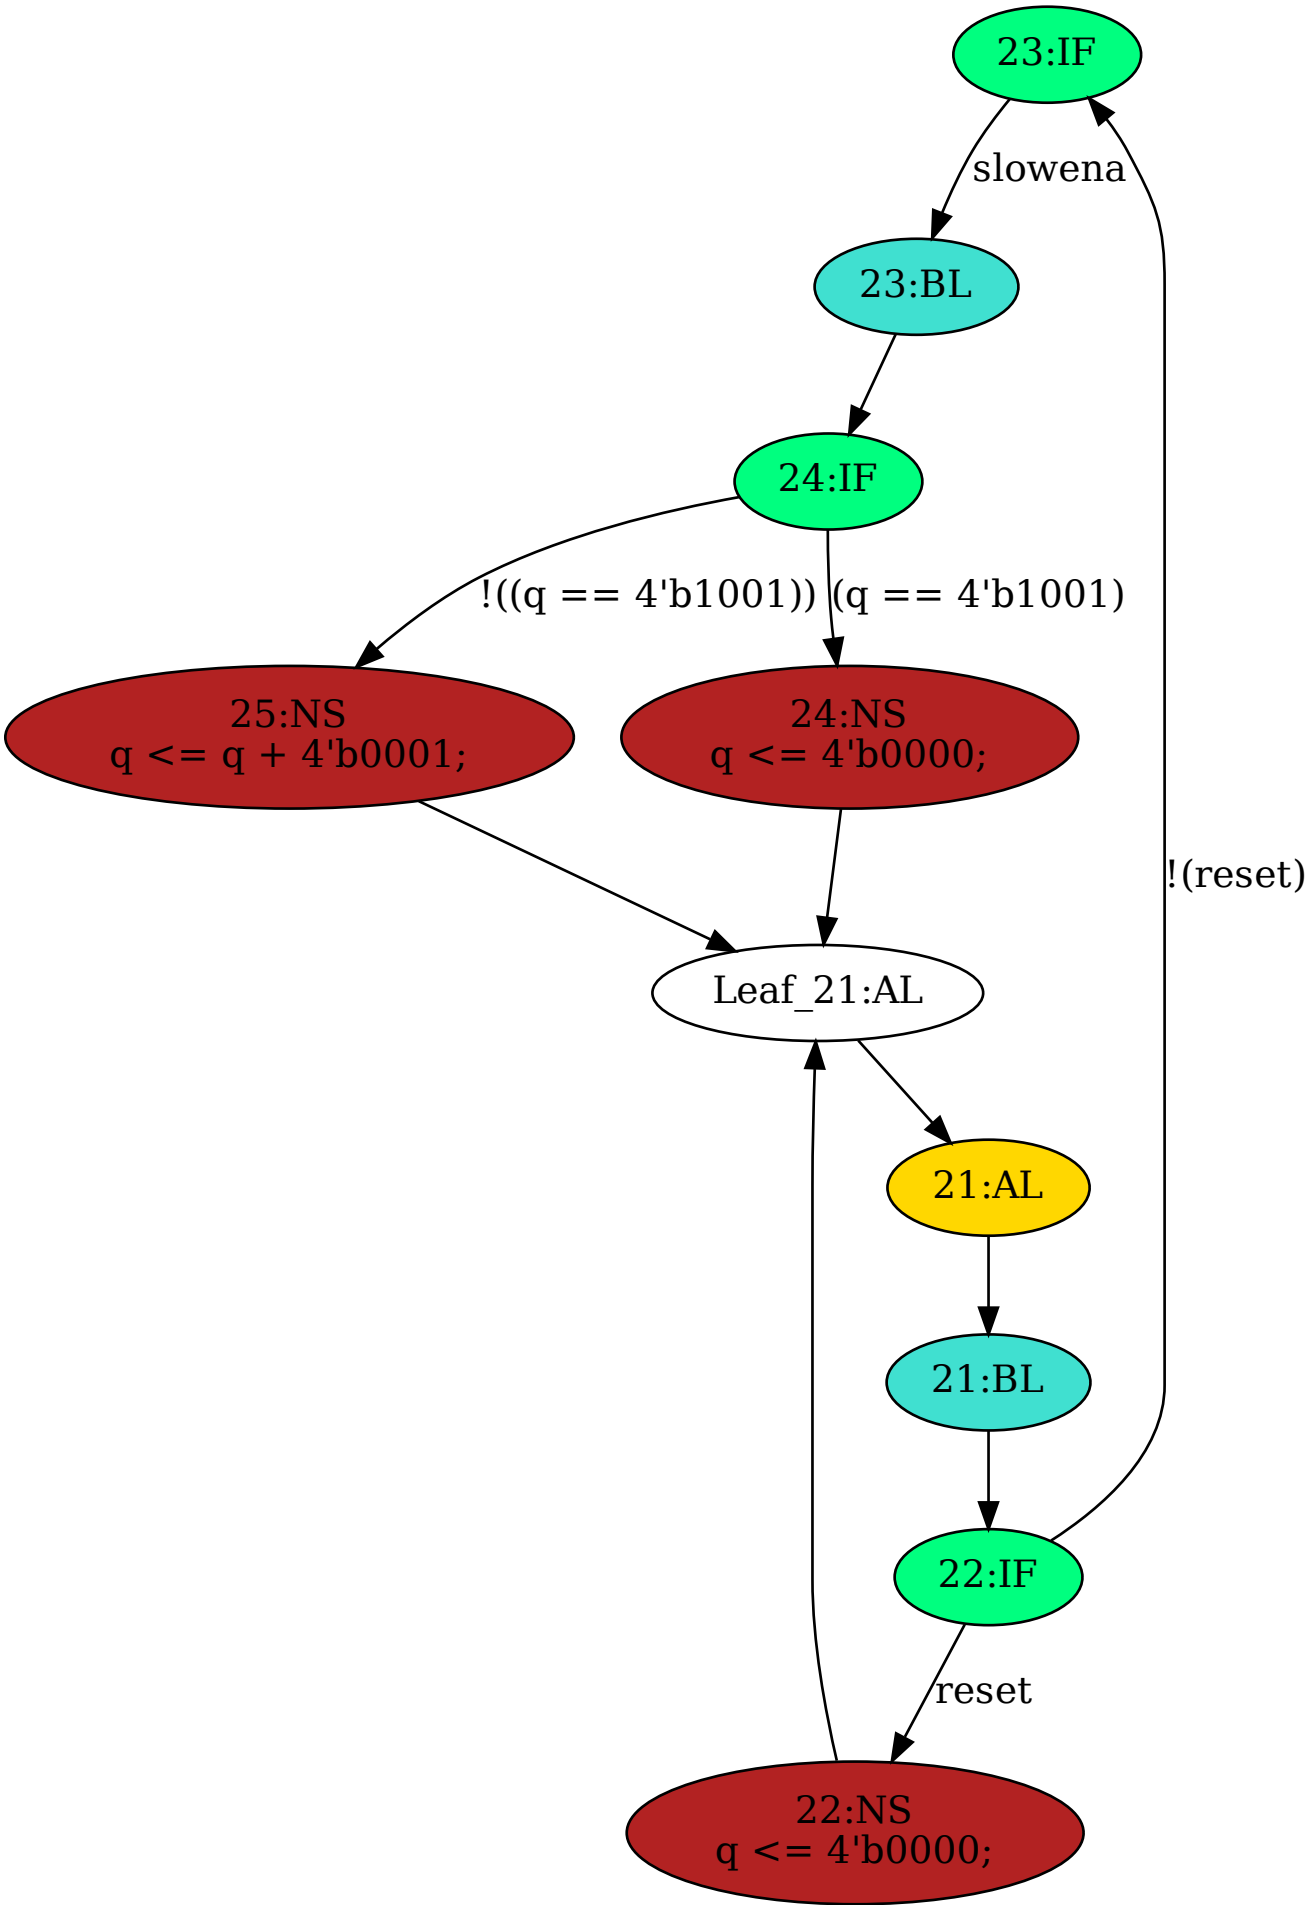 23:IF
slowena
23:BL
24:IF
!((q == 4'b1001))
(q == 4'b1001)
25:NS
q <= q + 4'b0001;
24:NS
q <= 4'b0000;
!(reset)
Leaf_21:AL
21:AL
21:BL
22:IF
reset
22:NS
q <= 4'b0000;